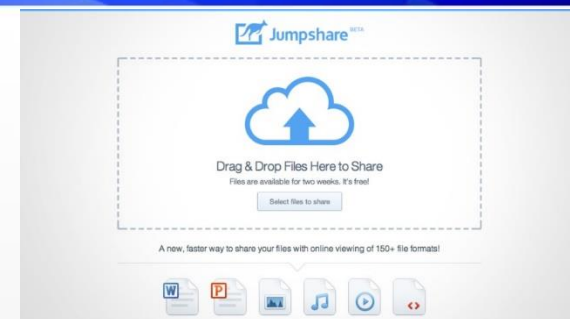 Jumpshare BETA
Drag & Drop Files Here to Share
Files are available for two weeks. It's free!
Select files to share
A new, faster way to share your files with online viewing of 150+ file formats!
W P